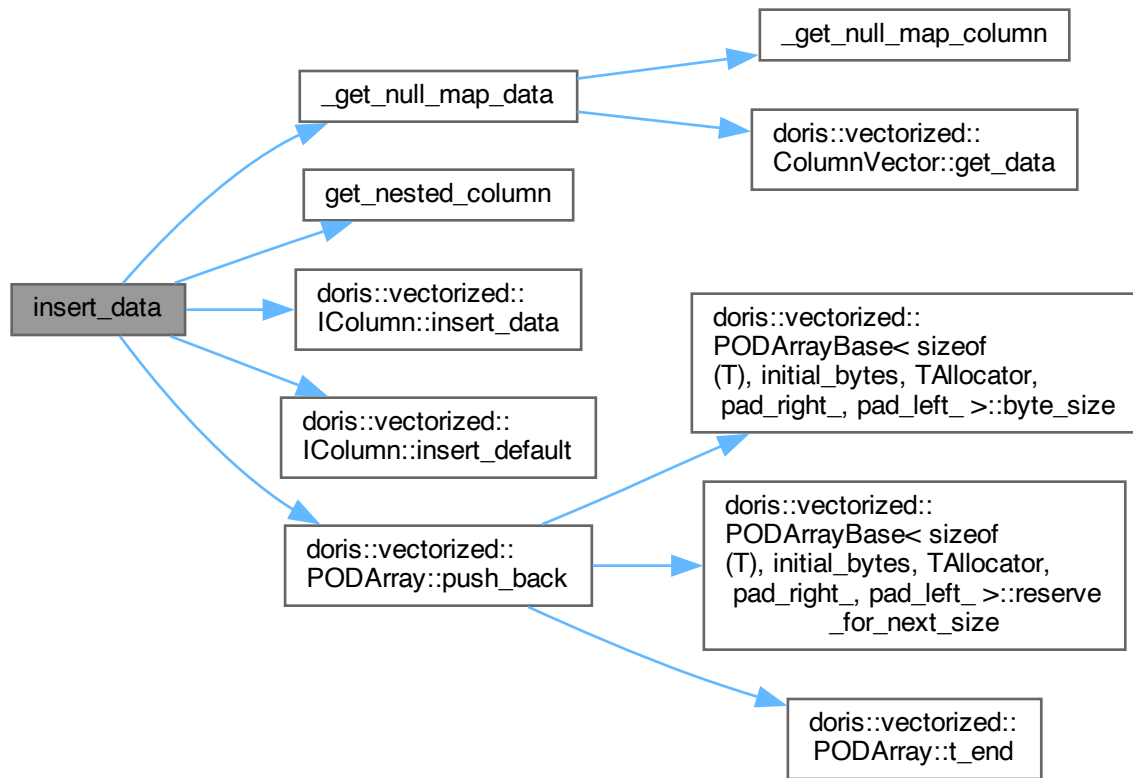 _get_null_map_column
_get_null_map_data
doris::vectorized::
ColumnVector::get_data
get_nested_column
insert_data
doris::vectorized::
IColumn::insert_data
doris::vectorized::
PODArrayBase< sizeof
(T), initial_bytes, TAllocator,
pad_right_, pad_left_ >::byte_size
doris::vectorized::
IColumn::insert_default
doris::vectorized::
PODArray::push_back
doris::vectorized::
PODArrayBase< sizeof
(T), initial_bytes, TAllocator,
pad_right_, pad_left_ >::reserve
_for_next_size
doris::vectorized::
PODArray::t_end